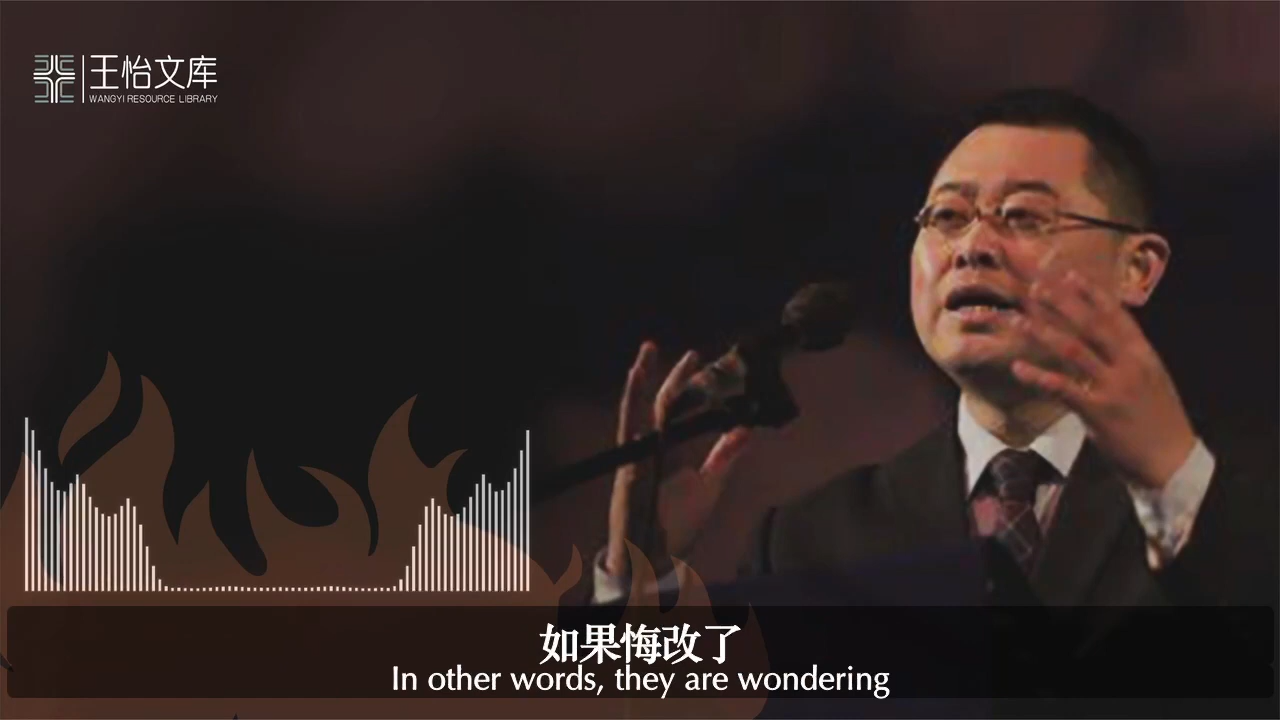 王怡文库
WANGYI RESOURCE LIBRARY
如果悔改了
In other words, they are wondering